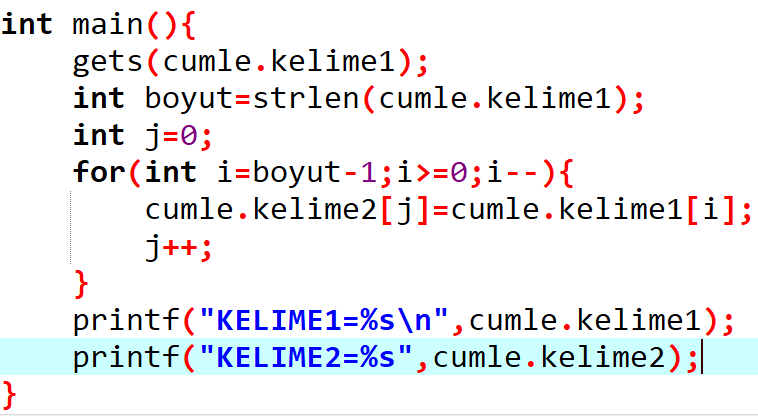 int main(){
gets(cumle.kelime1);
int boyut=strlen(cumle.kelime1);
int j=0;
for(int i=boyut-1;i>=0;i--){
cumle.kelime2[j]=cumle.kelime1[i];
j++;
}
printf("KELIME1=%s\n",cumle.kelime1);
printf("KELIME2=%s",cumle.kelime2);
}